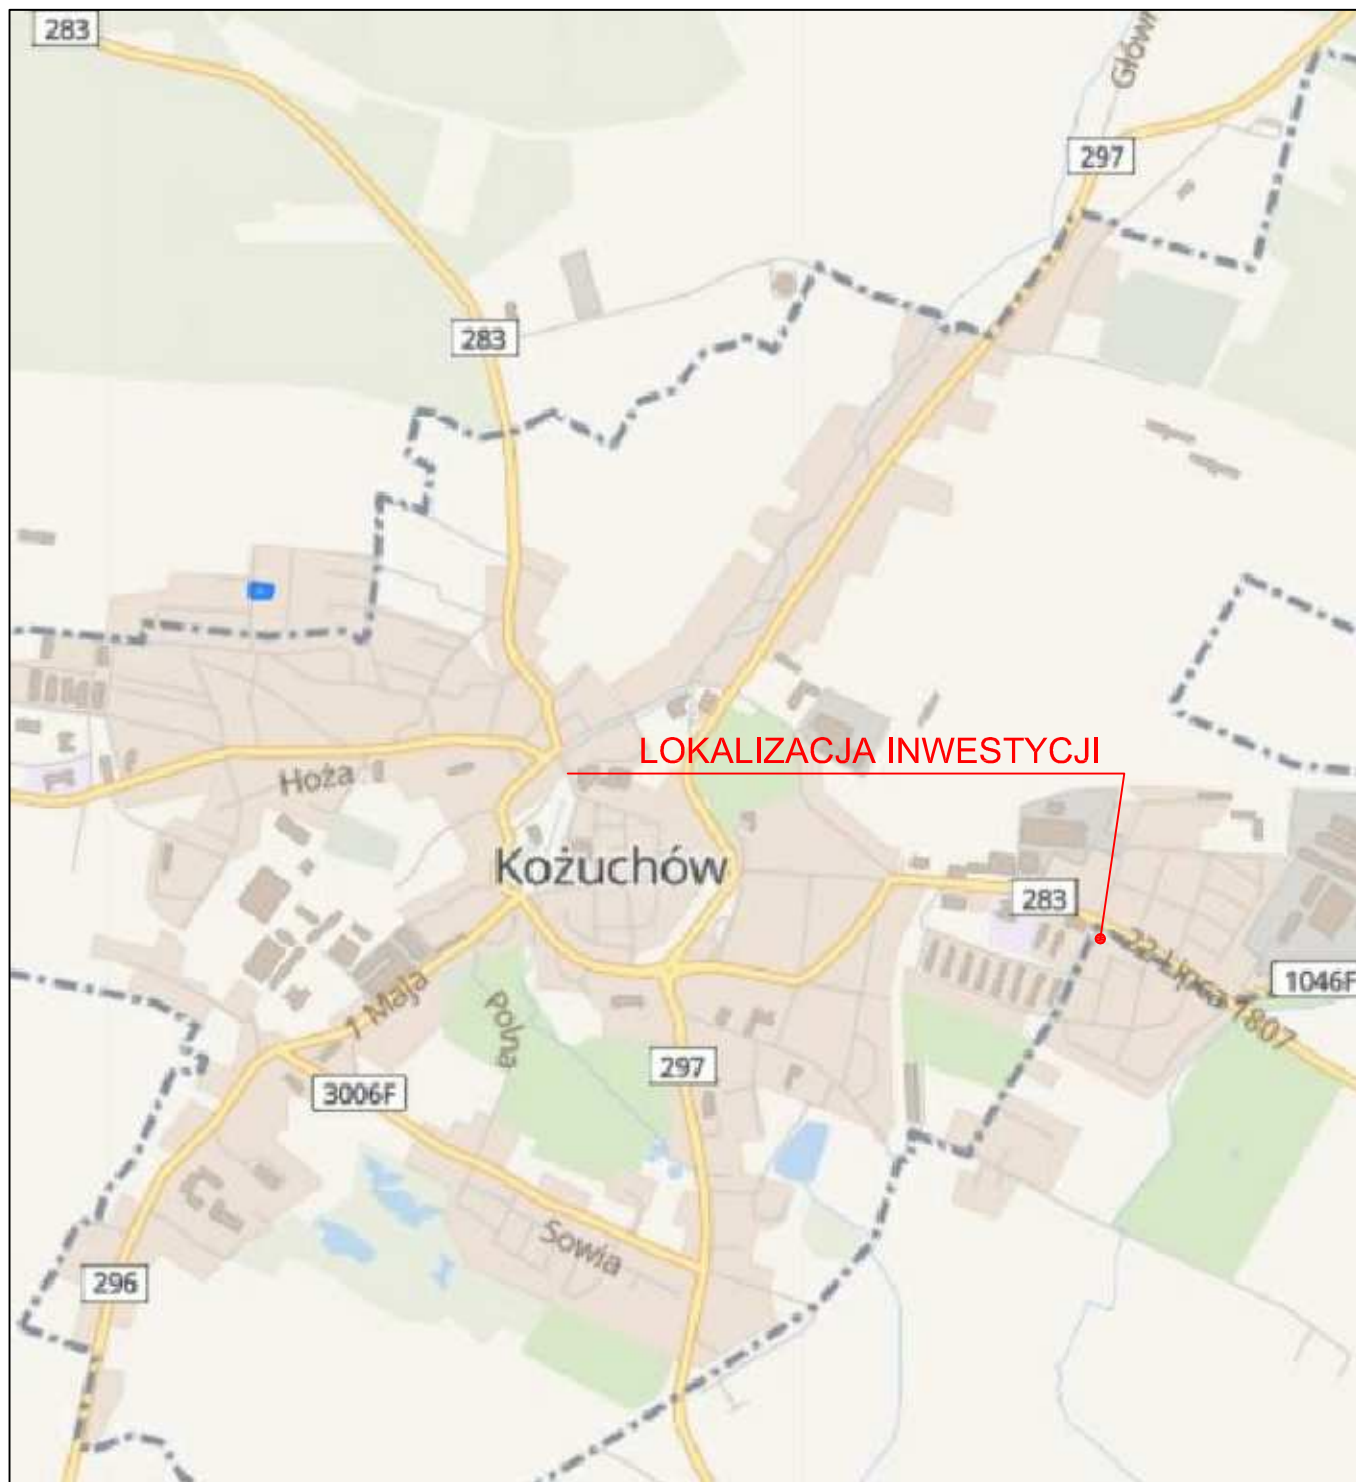 283
Główn
297
283
LOKALIZACJA INWESTYCJI
Hoża
Kożuchów
283
22 Lipca 1807
1046F
1 Maja
Polna
297
3006F
Sowia
296